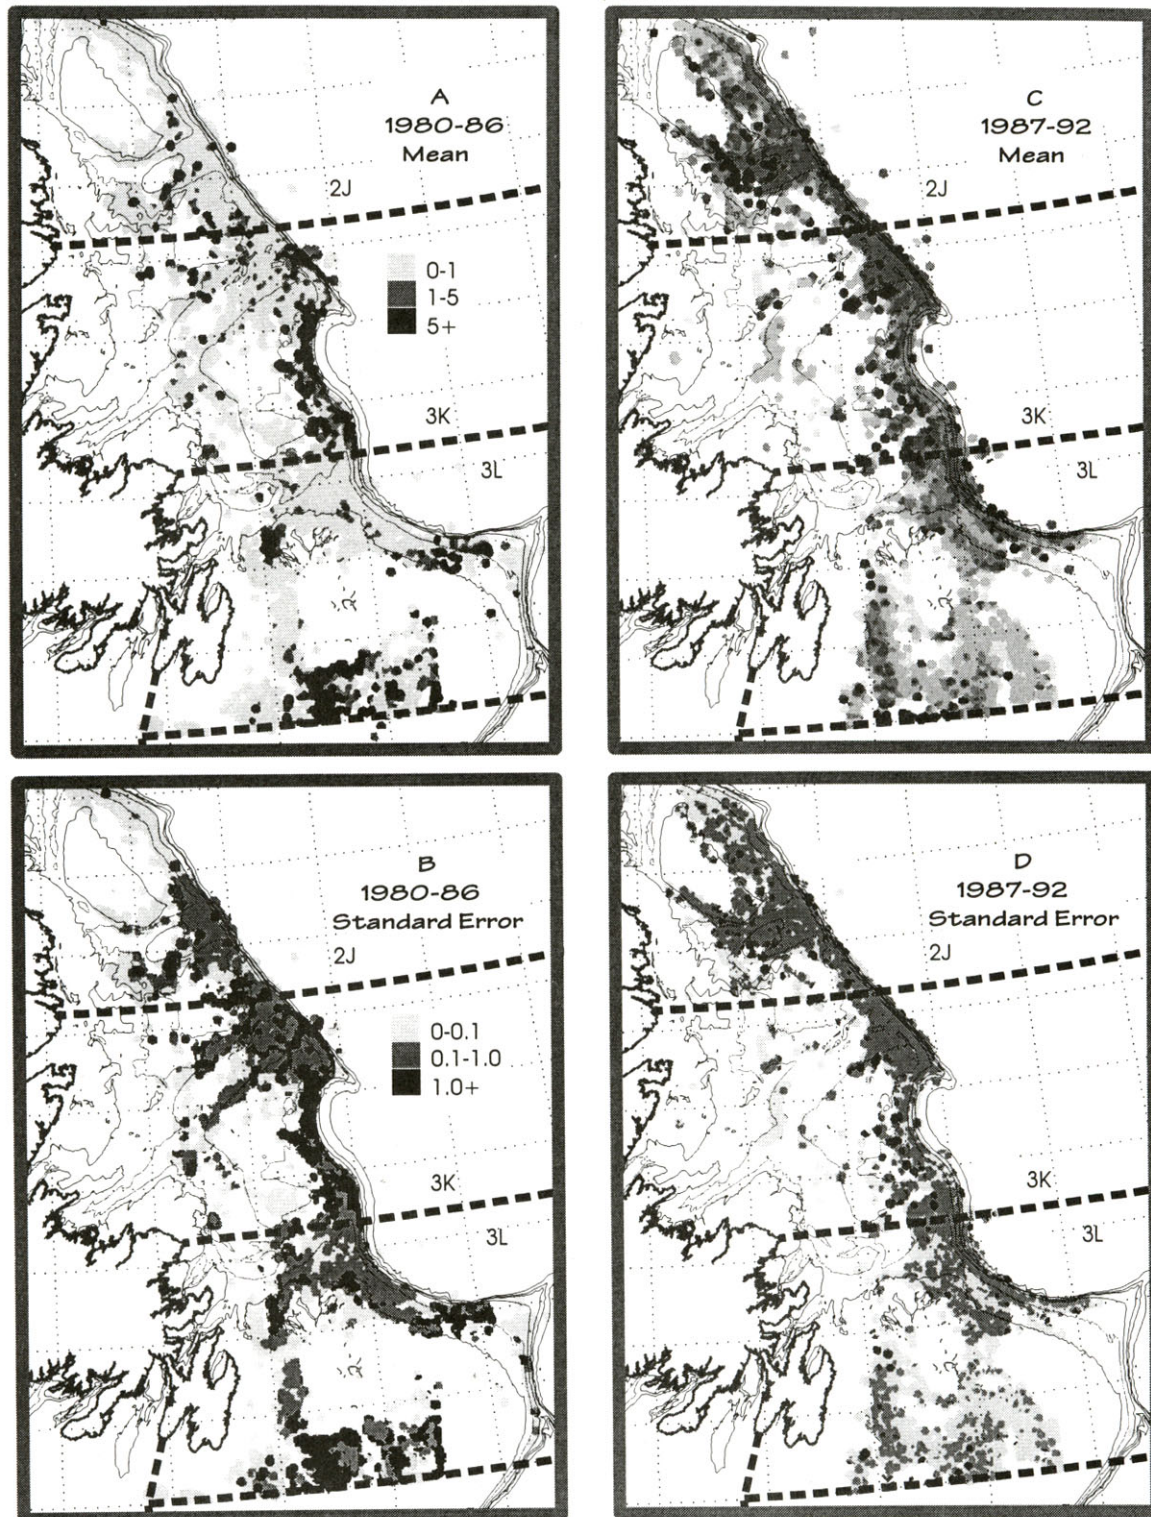 A
1980-86
Mean
2J
0-1
1-5
5+
3K
3L
C
1987-92
Mean
2J
3K
3L
B
1980-86
Standard Error
2J
0-0.1
0.1-1.0
1.0+
3K
3L
D
1987-92
Standard Error
2J
3K
3L